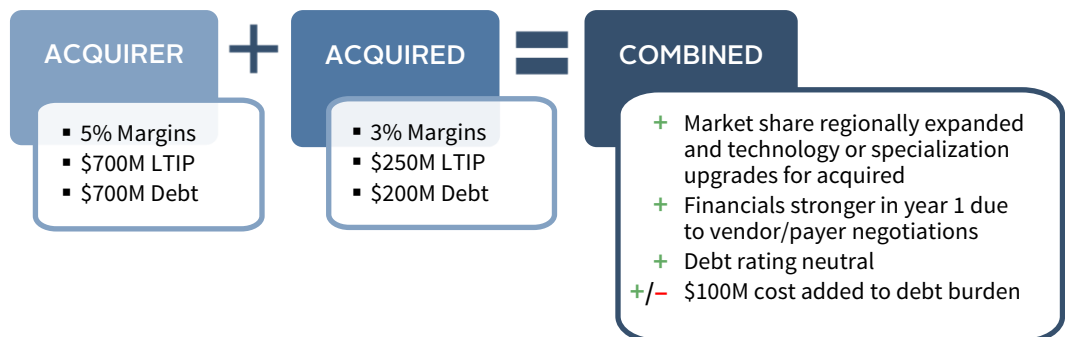 ACQUIRER
+
ACQUIRED
=
COMBINED
▪ 5% Margins
▪ $700M LTIP
▪ $700M Debt
▪ 3% Margins
▪ $250M LTIP
▪ $200M Debt
+ Market share regionally expanded
and technology or specialization
upgrades for acquired
+ Financials stronger in year 1 due
to vendor/payer negotiations
+ Debt rating neutral
+/– $100M cost added to debt burden